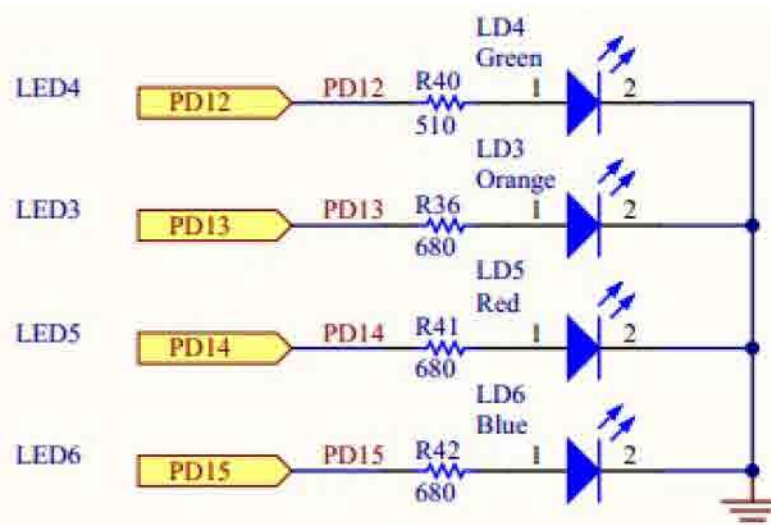 LD4
Green
LED4 PD12 PD12 R40 1 2
510
LD3
Orange
LED3 PD13 PD13 R36 1 2
680
LD5
Red
LED5 PD14 PD14 R41 1 2
680
LD6
Blue
LED6 PD15 PD15 R42 1 2
680